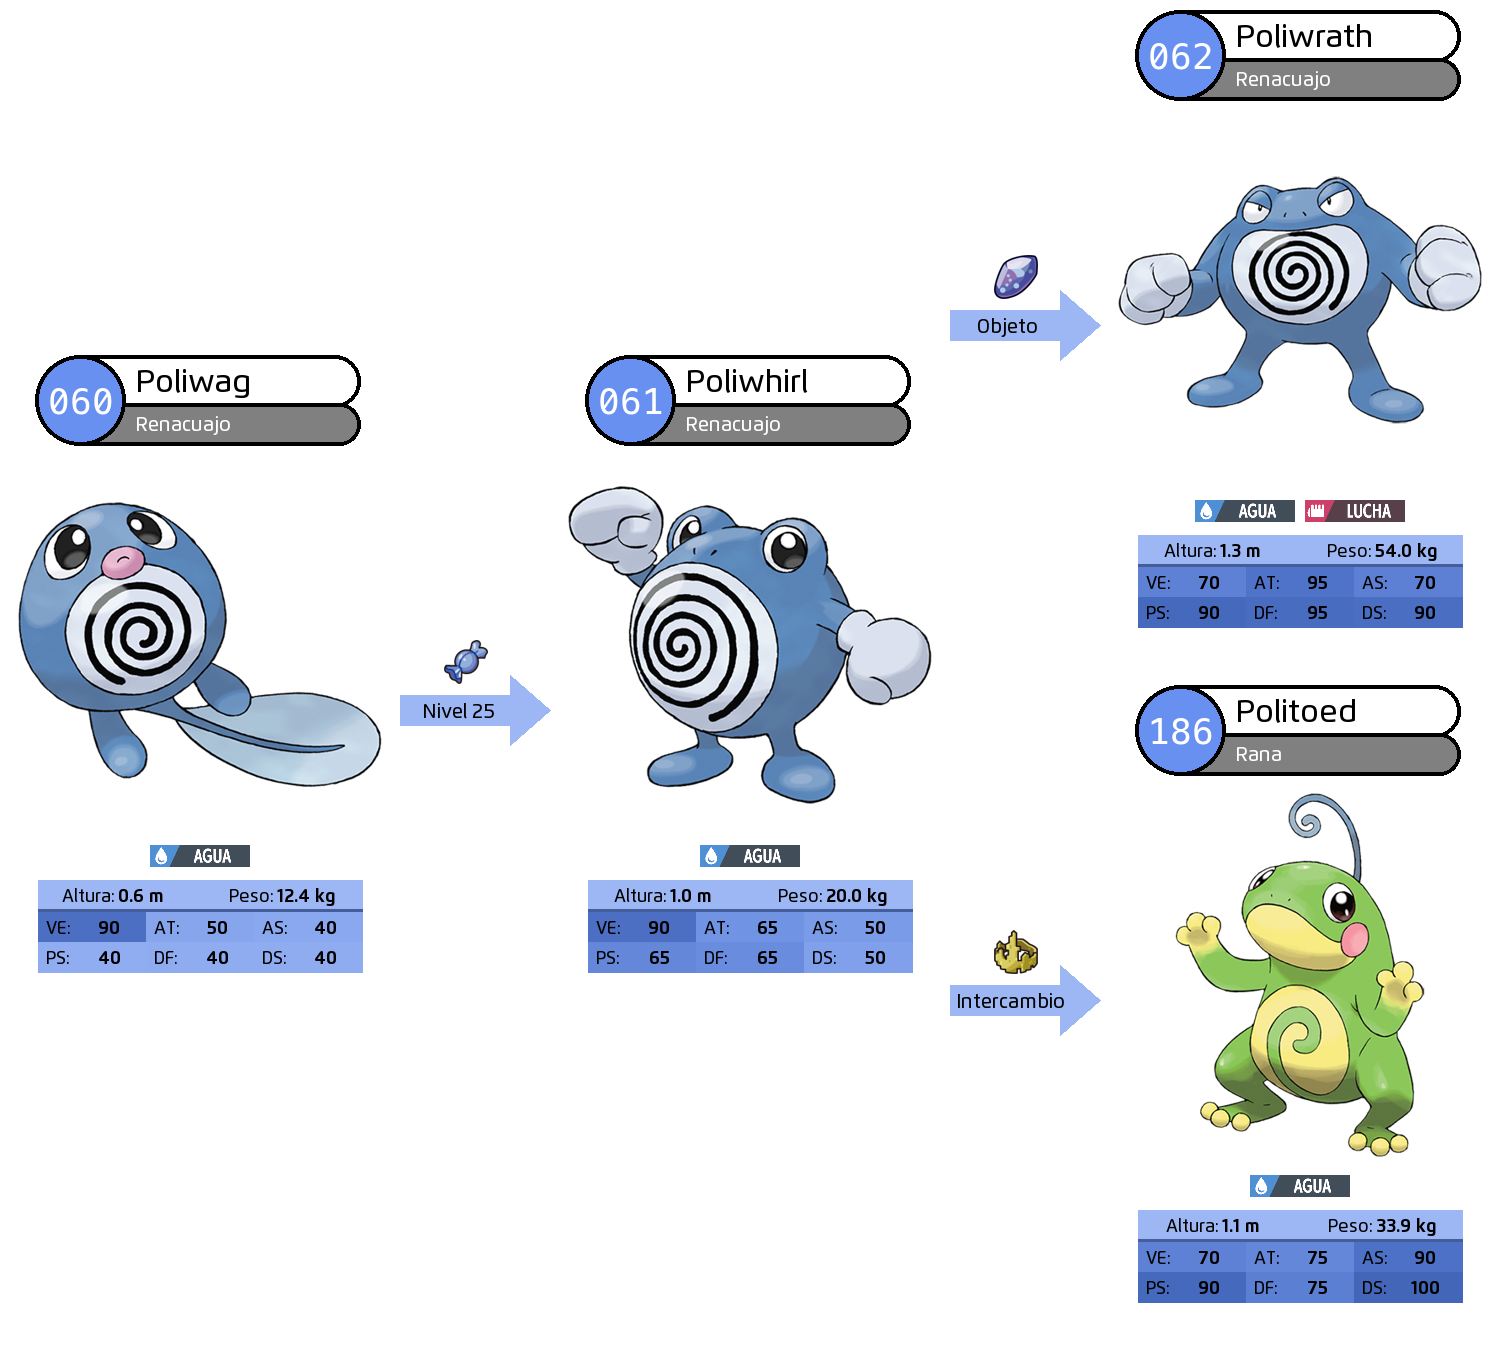 060
Poliwag
Renacuajo
AGUA
Altura: 0.6 m Peso: 12.4 kg
VE: 90 AT: 50 AS: 40
PS: 40 DF: 40 DS: 40
Nivel 25
061
Poliwhirl
Renacuajo
AGUA
Altura: 1.0 m Peso: 20.0 kg
VE: 90 AT: 65 AS: 50
PS: 65 DF: 65 DS: 50
Objeto
062
Poliwrath
Renacuajo
AGUA LUCHA
Altura: 1.3 m Peso: 54.0 kg
VE: 70 AT: 95 AS: 70
PS: 90 DF: 95 DS: 90
Intercambio
186
Politoed
Rana
AGUA
Altura: 1.1 m Peso: 33.9 kg
VE: 70 AT: 75 AS: 90
PS: 90 DF: 75 DS: 100